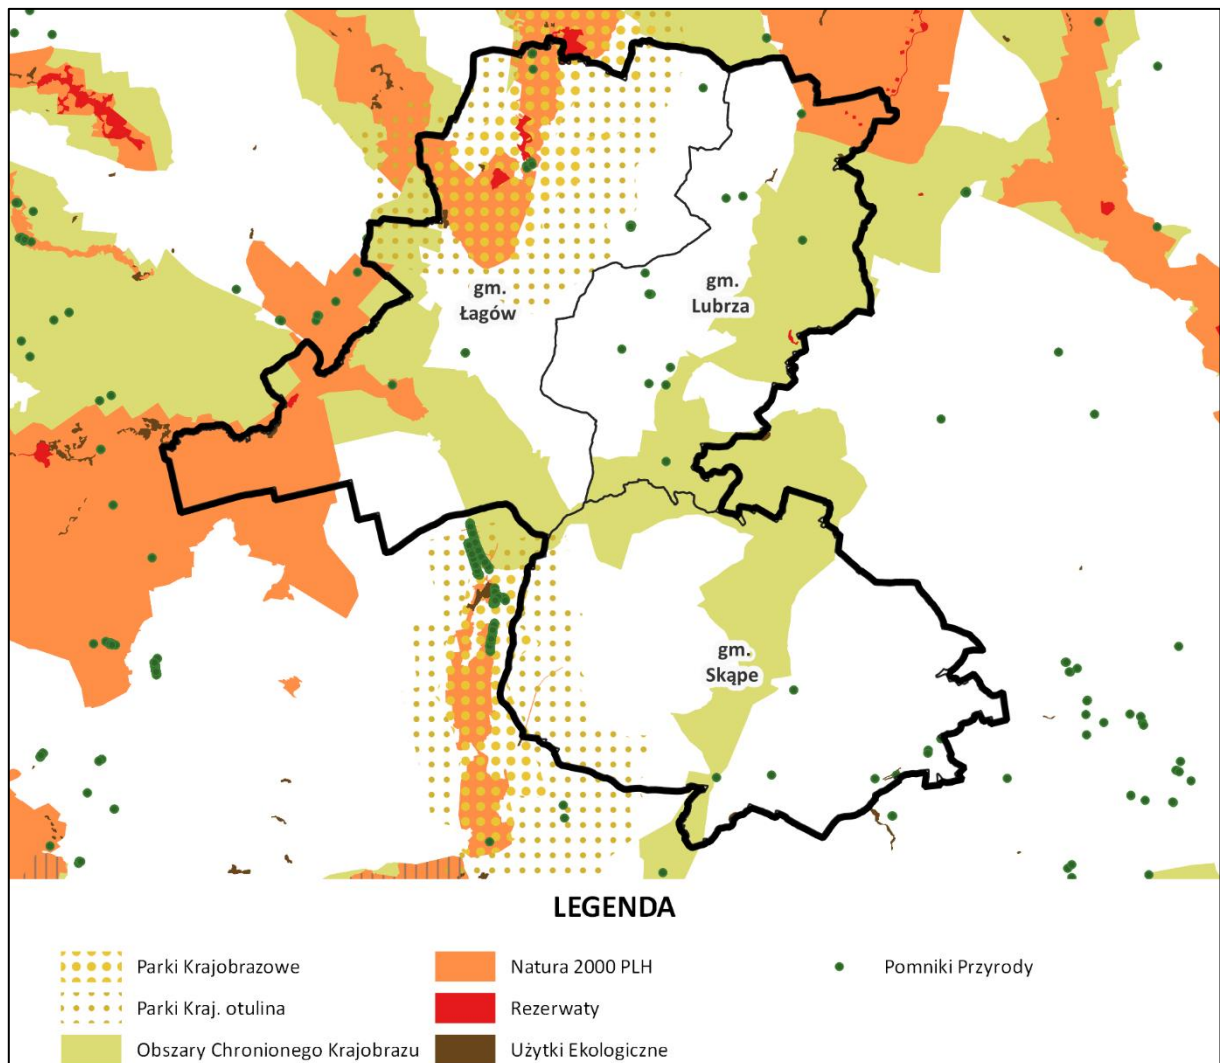 gm.
Łagów
gm.
Lubrza
gm.
Skąpe
LEGENDA
Parki Krajobrazowe
Parki Kraj. otulina
Obszary Chronionego Krajobrazu
Natura 2000 PLH
Rezerwaty
Użytki Ekologiczne
Pomniki Przyrody